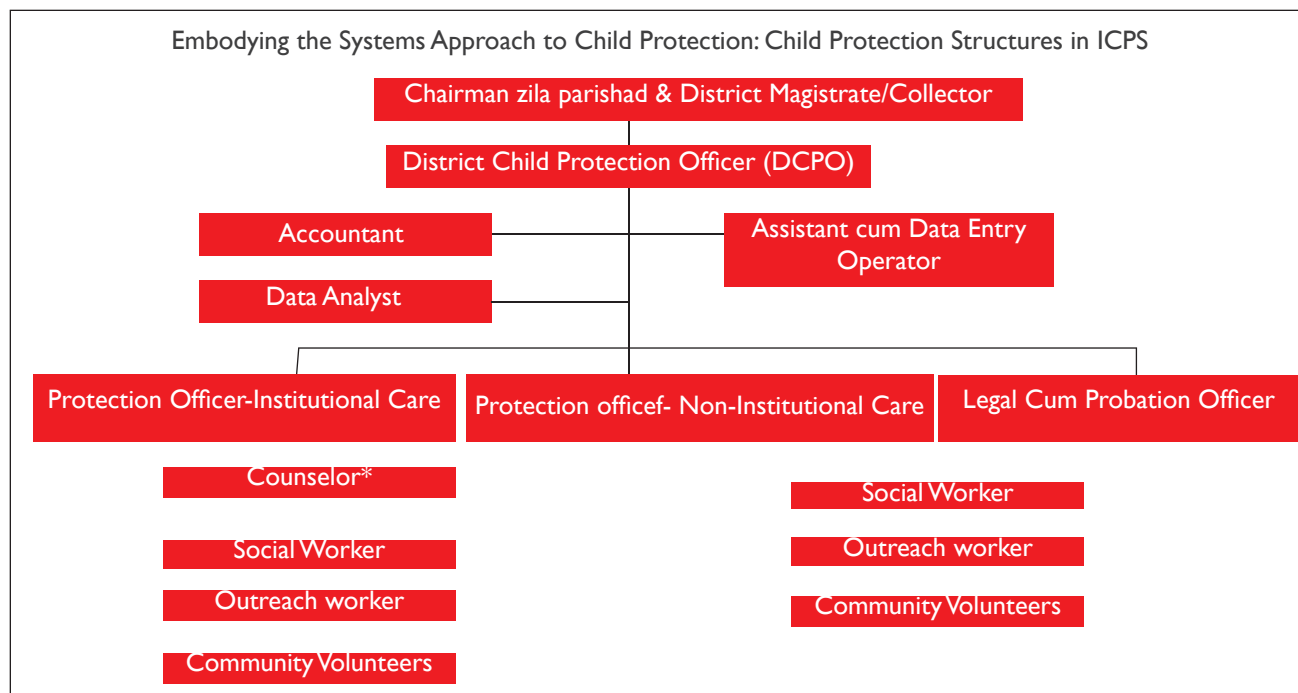 Embodying the Systems Approach to Child Protection: Child Protection Structures in ICPS
Chairman zila parishad & District Magistrate/Collector
District Child Protection Officer (DCPO)
Accountant
Assistant cum Data Entry
Operator
Data Analyst
Protection Officer-Institutional Care
Protection officef- Non-Institutional Care
Legal Cum Probation Officer
Counselor*
Social Worker
Outreach worker
Community Volunteers
Social Worker
Outreach worker
Community Volunteers